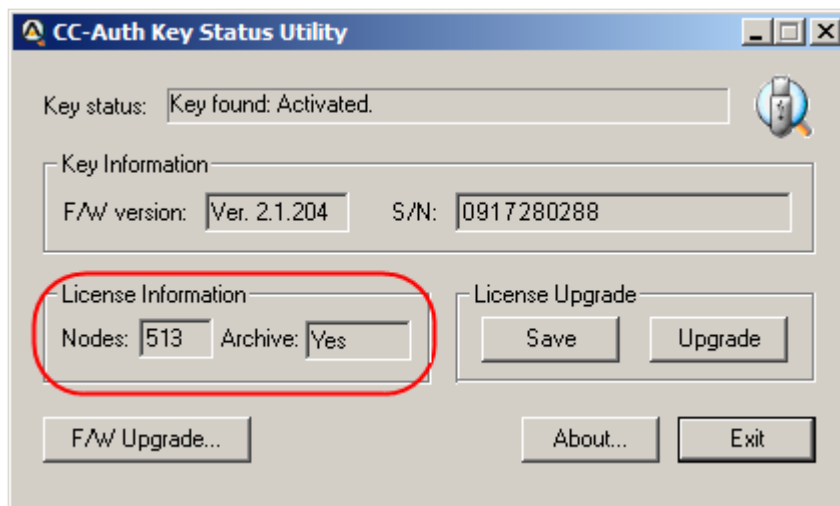 CC-Auth Key Status Utility
Key status: Key found: Activated.
Key Information
F/W version: Ver. 2.1.204 S/N: 0917280288
License Information License Upgrade
Nodes: 513 Archive: Yes Save Upgrade
F/W Upgrade... About... Exit